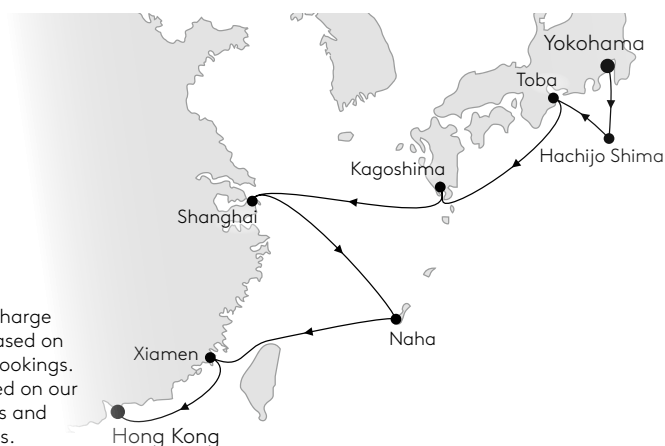 Yokohama
Toba
Hachijo Shima
Kagoshima
Shanghai
Naha
Xiamen
Hong Kong
harge
ased on
ookings.
ed on our
s and
s.